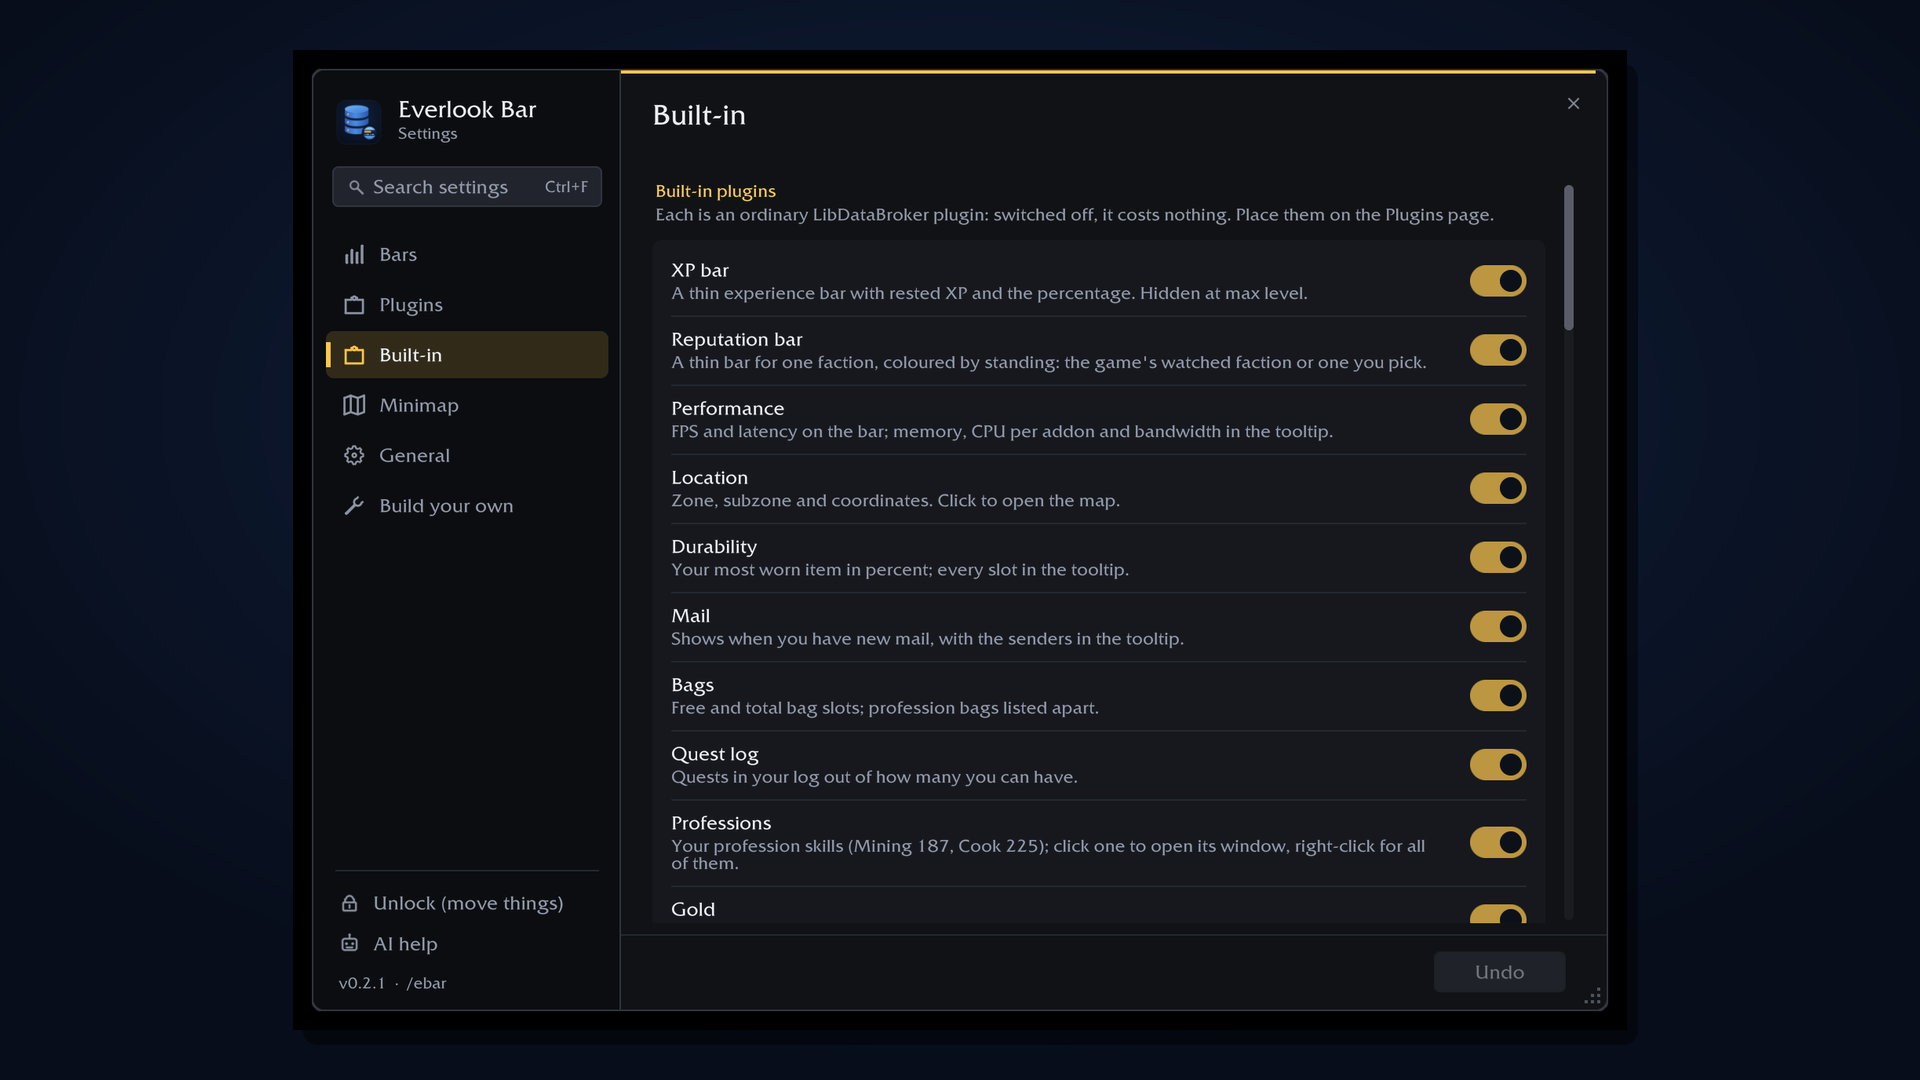 Everlook Bar
Settings
Search settings Ctrl+F
Bars
Plugins
Built-in
Minimap
General
Build your own
Unlock (move things)
AI help
v0.2.1 · /ebar
Built-in
Built-in plugins
Each is an ordinary LibDataBroker plugin: switched off, it costs nothing. Place them on the Plugins page.
XP bar
A thin experience bar with rested XP and the percentage. Hidden at max level.
Reputation bar
A thin bar for one faction, coloured by standing: the game's watched faction or one you pick.
Performance
FPS and latency on the bar; memory, CPU per addon and bandwidth in the tooltip.
Location
Zone, subzone and coordinates. Click to open the map.
Durability
Your most worn item in percent; every slot in the tooltip.
Mail
Shows when you have new mail, with the senders in the tooltip.
Bags
Free and total bag slots; profession bags listed apart.
Quest log
Quests in your log out of how many you can have.
Professions
Your profession skills (Mining 187, Cook 225); click one to open its window, right-click for all
of them.
Gold
Undo